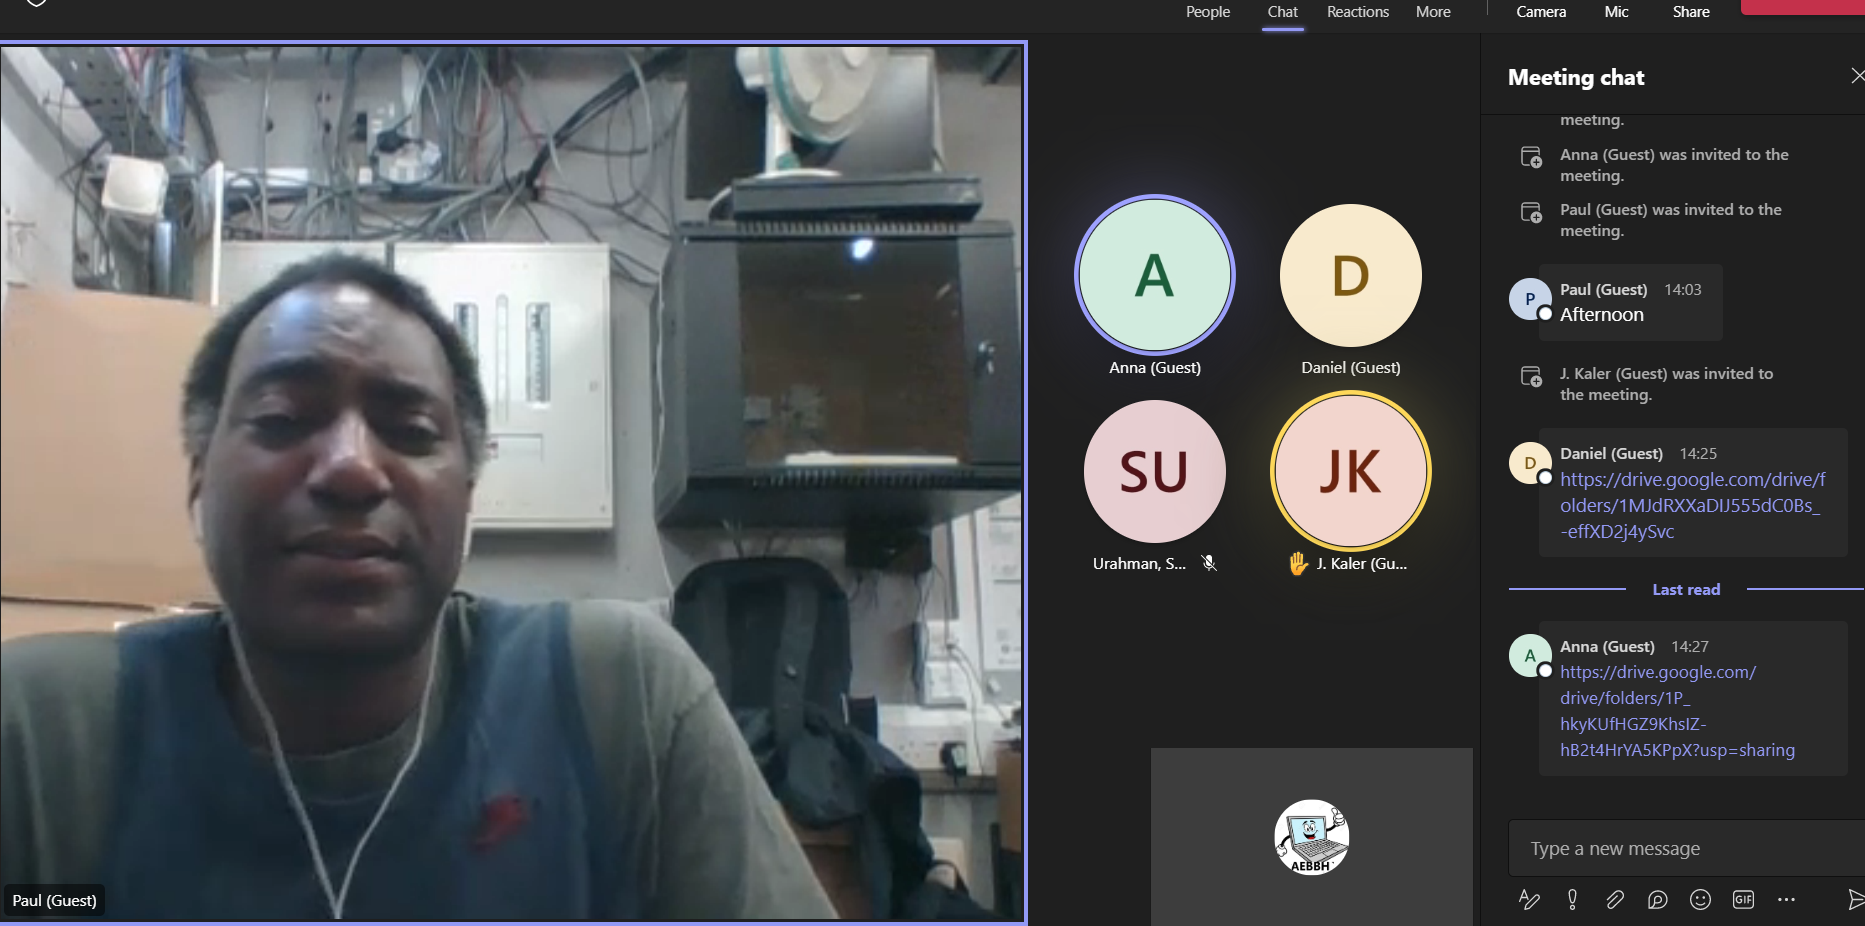 People
Chat
Reactions
More
Camera
Mic
Share
Meeting chat
meeting.
Anna (Guest) was invited to the
meeting.
Paul (Guest) was invited to the
meeting.
P
Paul (Guest) 14:03
Afternoon
J. Kaler (Guest) was invited to
the meeting.
D
Daniel (Guest) 14:25
https://drive.google.com/drive/f
olders/1MJdRXXaDIJ555dC0Bs_
-effXD2j4ySvc
Last read
A
Anna (Guest) 14:27
https://drive.google.com/
drive/folders/1P_
hkyKUfHGZ9KhsIZ-
hB2t4HrYA5KPpX?usp=sharing
Type a new message
GIF
A
Anna (Guest)
D
Daniel (Guest)
SU
Urahman, S...
JK
J. Kaler (Gu...
AEBBH
Paul (Guest)